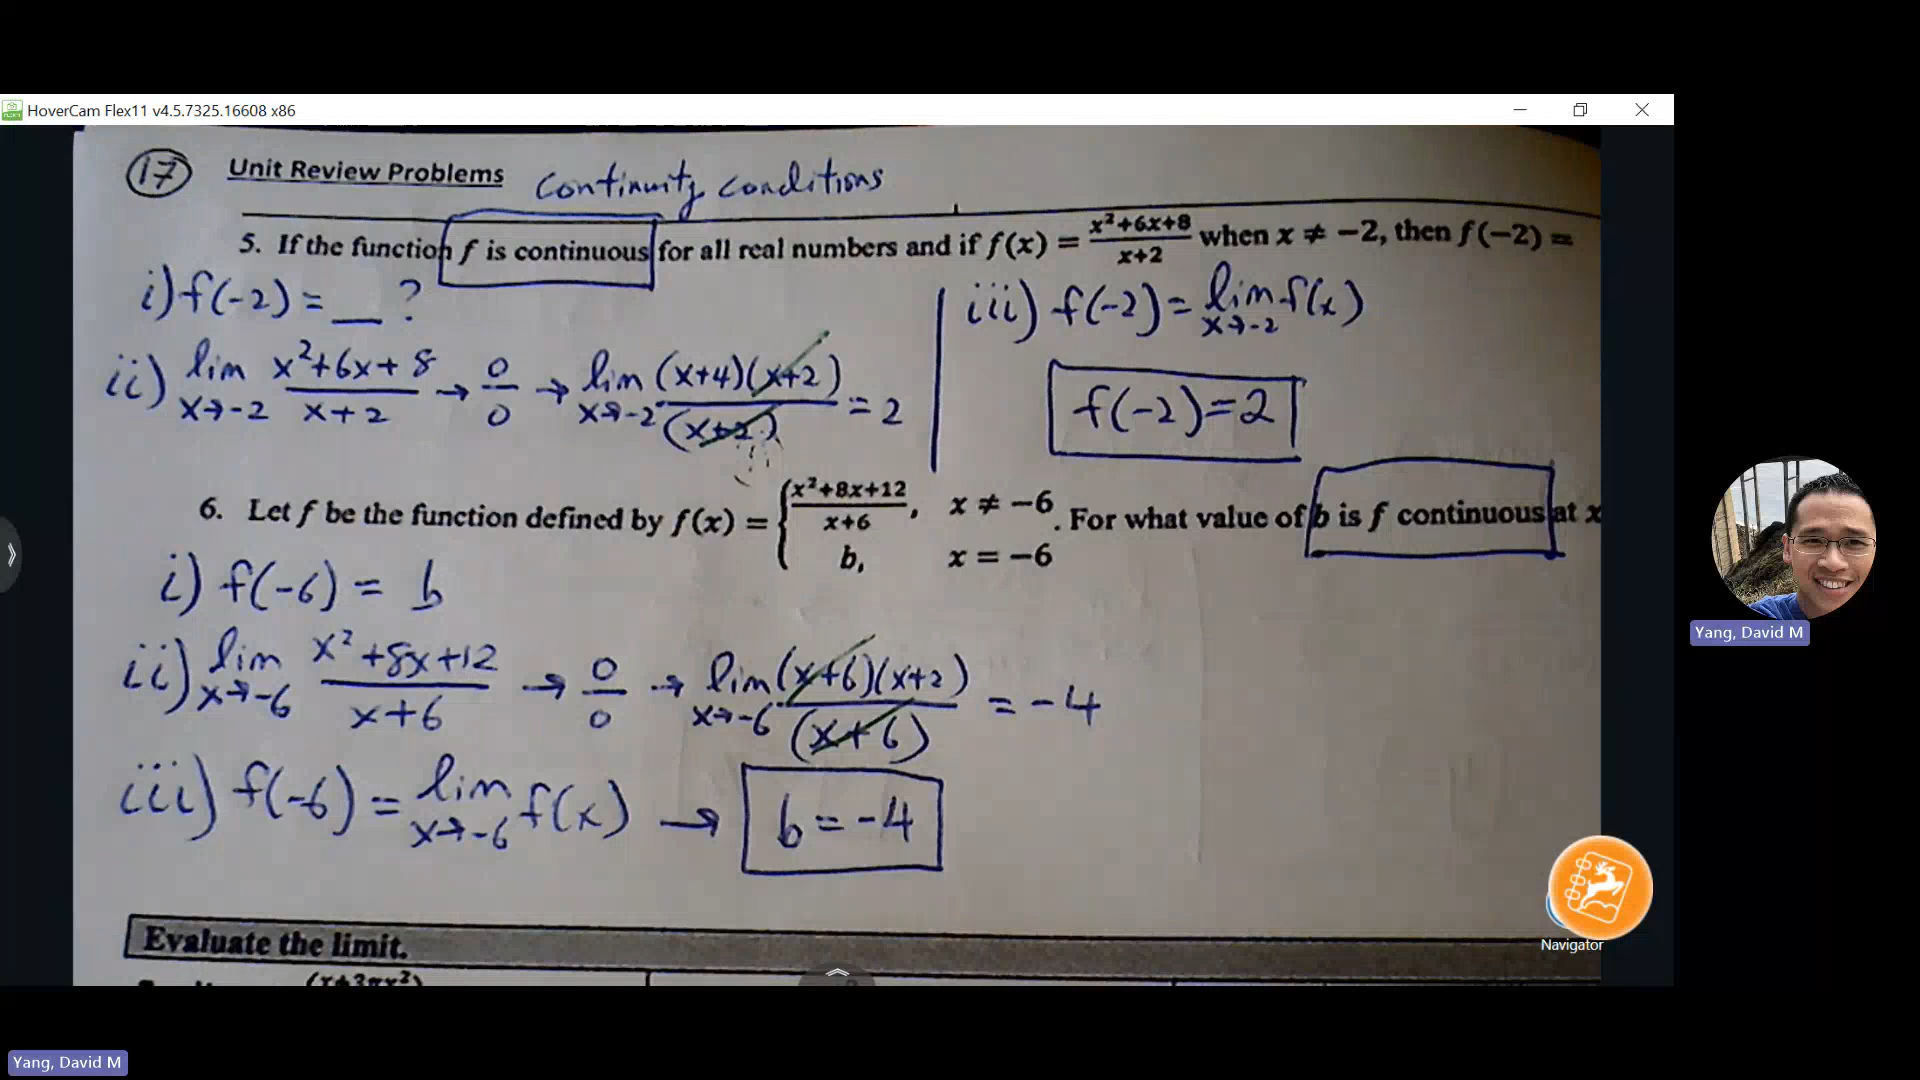 HoverCam Flex11 v4.5.7325.16608 x86
17 Unit Review Problems Continuity conditions
5. If the function f is continuous for all real numbers and if f(x) = (x²+6x+8)/(x+2) when x ≠ −2, then f(−2) =
i) f(-2) = __ ?
ii) lim x→-2 (x²+6x+8)/(x+2) → 0/0 → lim x→-2 (x+4)(x+2)/(x+2) = 2
iii) f(-2) = lim x→-2 f(x)
f(-2)=2
6. Let f be the function defined by f(x) = { (x²+8x+12)/(x+6), x ≠ −6
b, x = −6 . For what value of b is f continuous at x
i) f(-6) = b
ii) lim x→-6 (x²+8x+12)/(x+6) → 0/0 → lim x→-6 (x+6)(x+2)/(x+6) = -4
iii) f(-6) = lim x→-6 f(x) → b = -4
Evaluate the limit.
Navigator
Yang, David M
Yang, David M